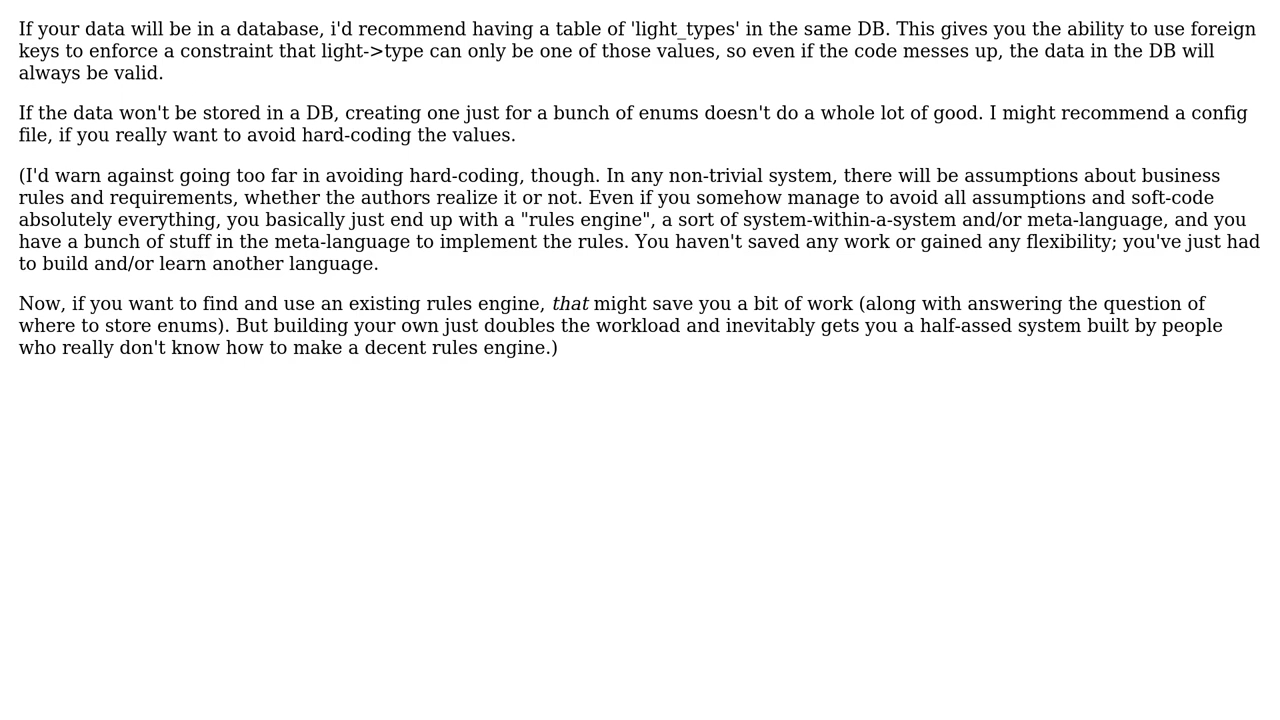 If your data will be in a database, i'd recommend having a table of 'light_types' in the same DB. This gives you the ability to use foreign
keys to enforce a constraint that light->type can only be one of those values, so even if the code messes up, the data in the DB will
always be valid.
If the data won't be stored in a DB, creating one just for a bunch of enums doesn't do a whole lot of good. I might recommend a config
file, if you really want to avoid hard-coding the values.
(I'd warn against going too far in avoiding hard-coding, though. In any non-trivial system, there will be assumptions about business
rules and requirements, whether the authors realize it or not. Even if you somehow manage to avoid all assumptions and soft-code
absolutely everything, you basically just end up with a "rules engine", a sort of system-within-a-system and/or meta-language, and you
have a bunch of stuff in the meta-language to implement the rules. You haven't saved any work or gained any flexibility; you've just had
to build and/or learn another language.
Now, if you want to find and use an existing rules engine, that might save you a bit of work (along with answering the question of
where to store enums). But building your own just doubles the workload and inevitably gets you a half-assed system built by people
who really don't know how to make a decent rules engine.)